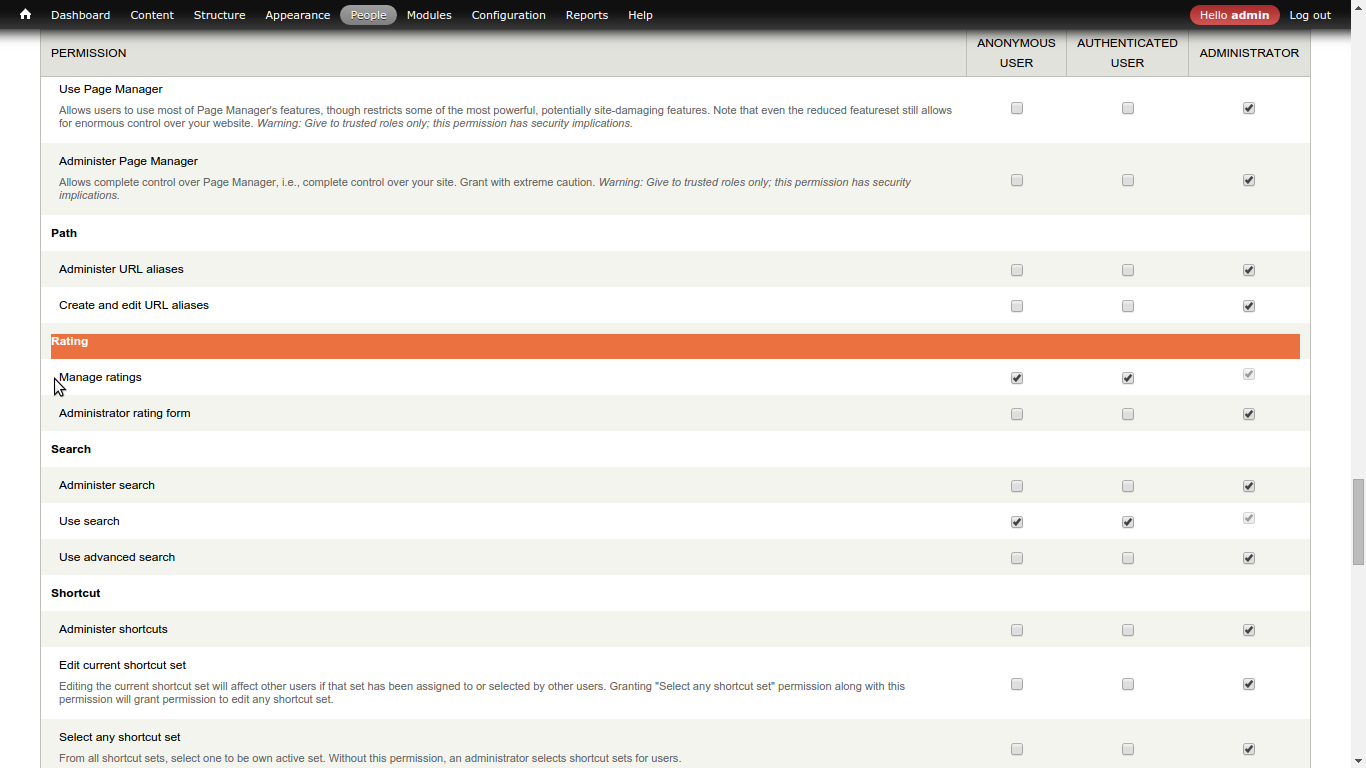 Dashboard Content Structure Appearance People Modules Configuration Reports Help Hello admin Log out
PERMISSION ANONYMOUS USER AUTHENTICATED USER ADMINISTRATOR
Use Page Manager
Allows users to use most of Page Manager's features, though restricts some of the most powerful, potentially site-damaging features. Note that even the reduced featureset still allows
for enormous control over your website. Warning: Give to trusted roles only; this permission has security implications.
Administer Page Manager
Allows complete control over Page Manager, i.e., complete control over your site. Grant with extreme caution. Warning: Give to trusted roles only; this permission has security
implications.
Path
Administer URL aliases
Create and edit URL aliases
Rating
Manage ratings
Administrator rating form
Search
Administer search
Use search
Use advanced search
Shortcut
Administer shortcuts
Edit current shortcut set
Editing the current shortcut set will affect other users if that set has been assigned to or selected by other users. Granting "Select any shortcut set" permission along with this
permission will grant permission to edit any shortcut set.
Select any shortcut set
From all shortcut sets, select one to be own active set. Without this permission, an administrator selects shortcut sets for users.